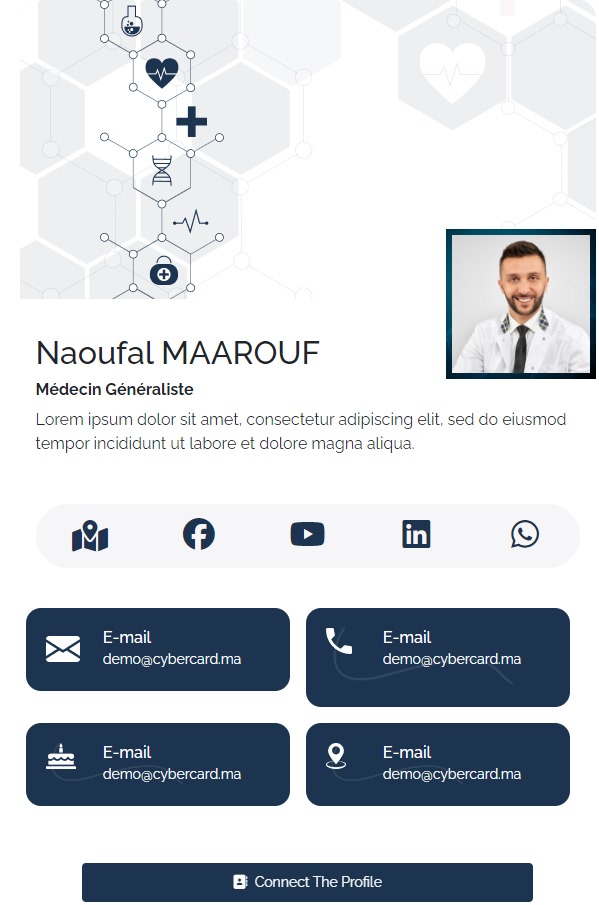 Naoufal MAAROUF
Médecin Généraliste
Lorem ipsum dolor sit amet, consectetur adipiscing elit, sed do eiusmod
tempor incididunt ut labore et dolore magna aliqua.
E-mail
demo@cybercard.ma
E-mail
demo@cybercard.ma
E-mail
demo@cybercard.ma
E-mail
demo@cybercard.ma
Connect The Profile